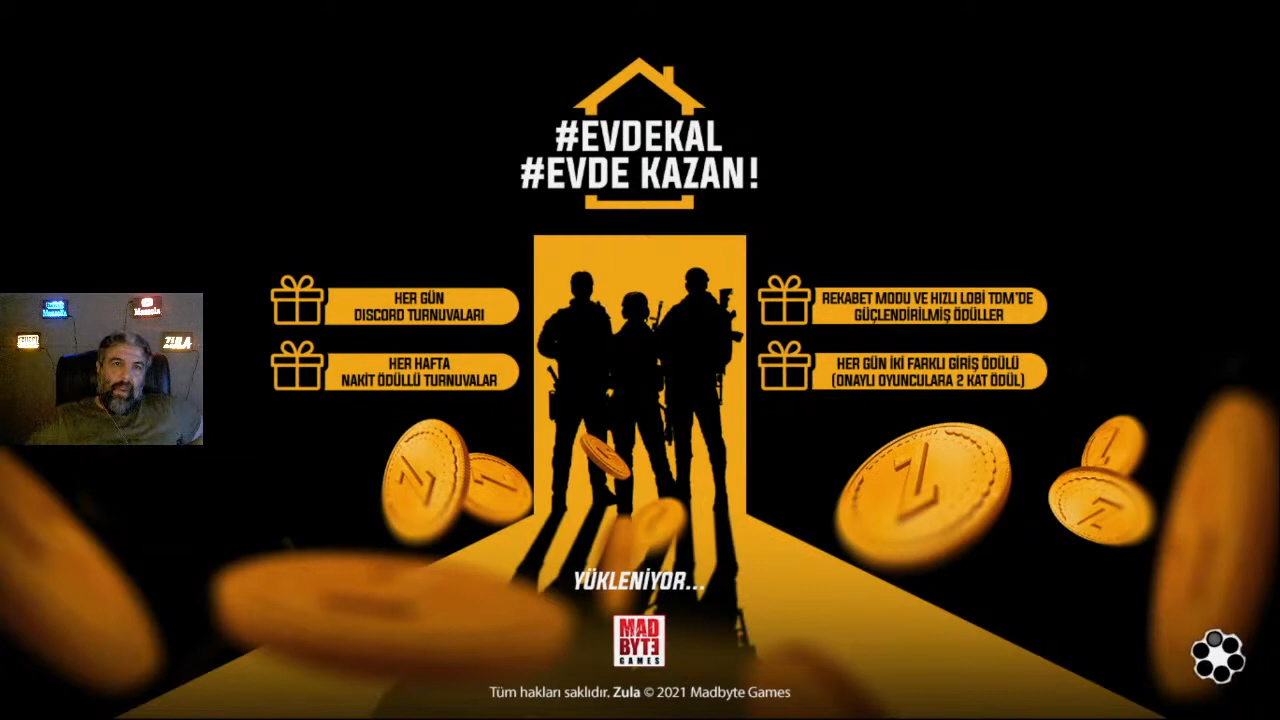 #EVDEKAL
#EVDE KAZAN!
HER GÜN
DISCORD TURNUVALARI
HER HAFTA
NAKİT ÖDÜLLÜ TURNUVALAR
REKABET MODU VE HIZLI LOBİ TDM'DE
GÜÇLENDİRİLMİŞ ÖDÜLLER
HER GÜN İKİ FARKLI GİRİŞ ÖDÜLÜ
(ONAYLI OYUNCULARA 2 KAT ÖDÜL)
ZULA
YÜKLENİYOR...
MAD
BYTE
GAMES
Tüm hakları saklıdır. Zula © 2021 Madbyte Games